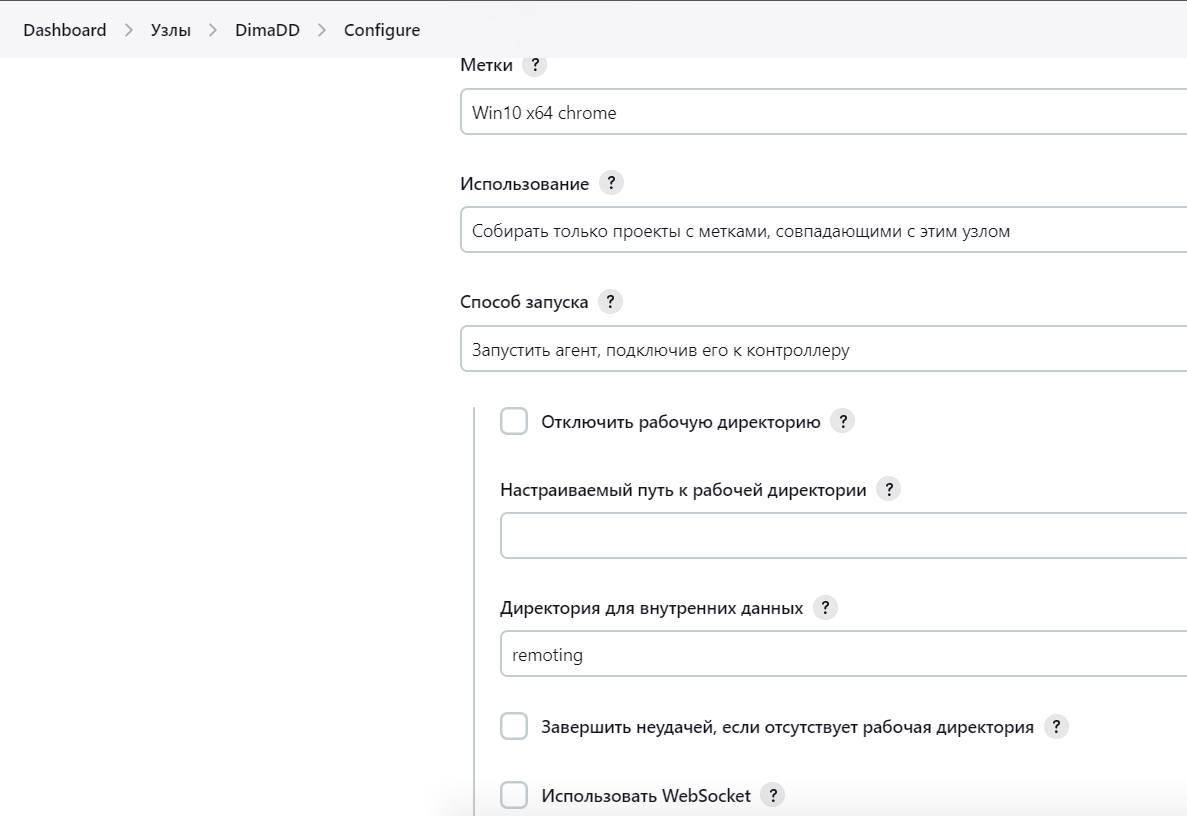 Dashboard > Узлы > DimaDD > Configure
Метки ?
Win10 x64 chrome
Использование ?
Собирать только проекты с метками, совпадающими с этим узлом
Способ запуска ?
Запустить агент, подключив его к контроллеру
Отключить рабочую директорию ?
Настраиваемый путь к рабочей директории ?
Директория для внутренних данных ?
remoting
Завершить неудачей, если отсутствует рабочая директория ?
Использовать WebSocket ?